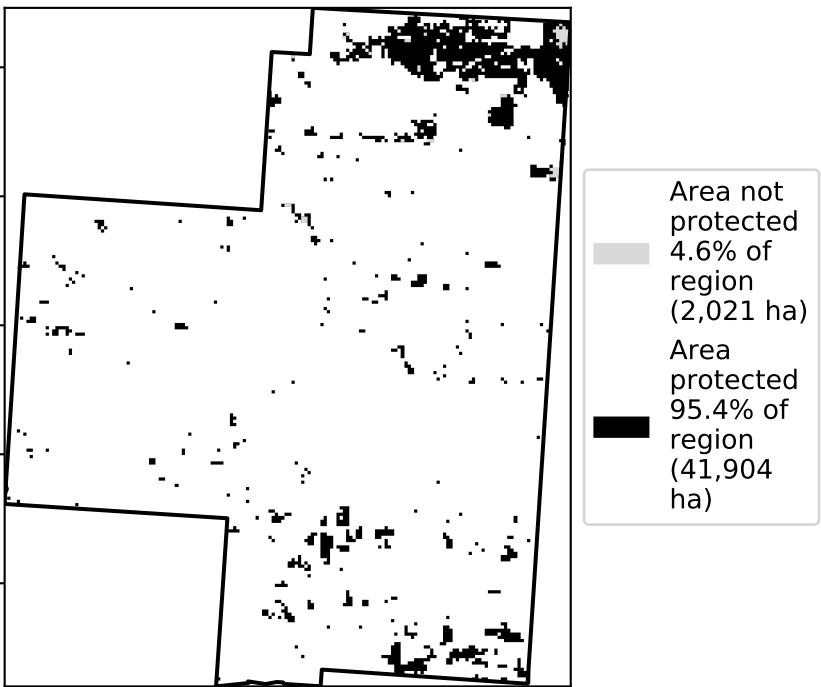 Area not
protected
4.6% of
region
(2,021 ha)
Area
protected
95.4% of
region
(41,904
ha)